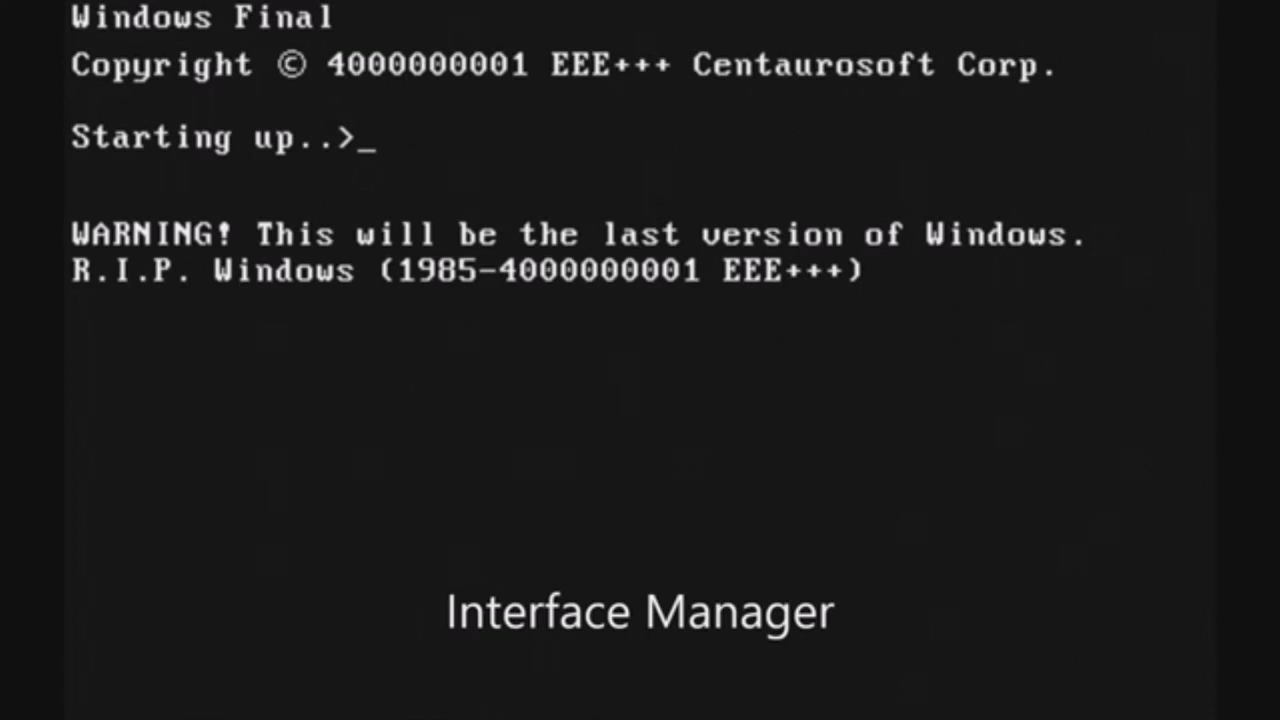 Windows Final
Copyright © 4000000001 EEE+++ Centaurosoft Corp.
Starting up..>_
WARNING! This will be the last version of Windows.
R.I.P. Windows (1985-4000000001 EEE+++)
Interface Manager